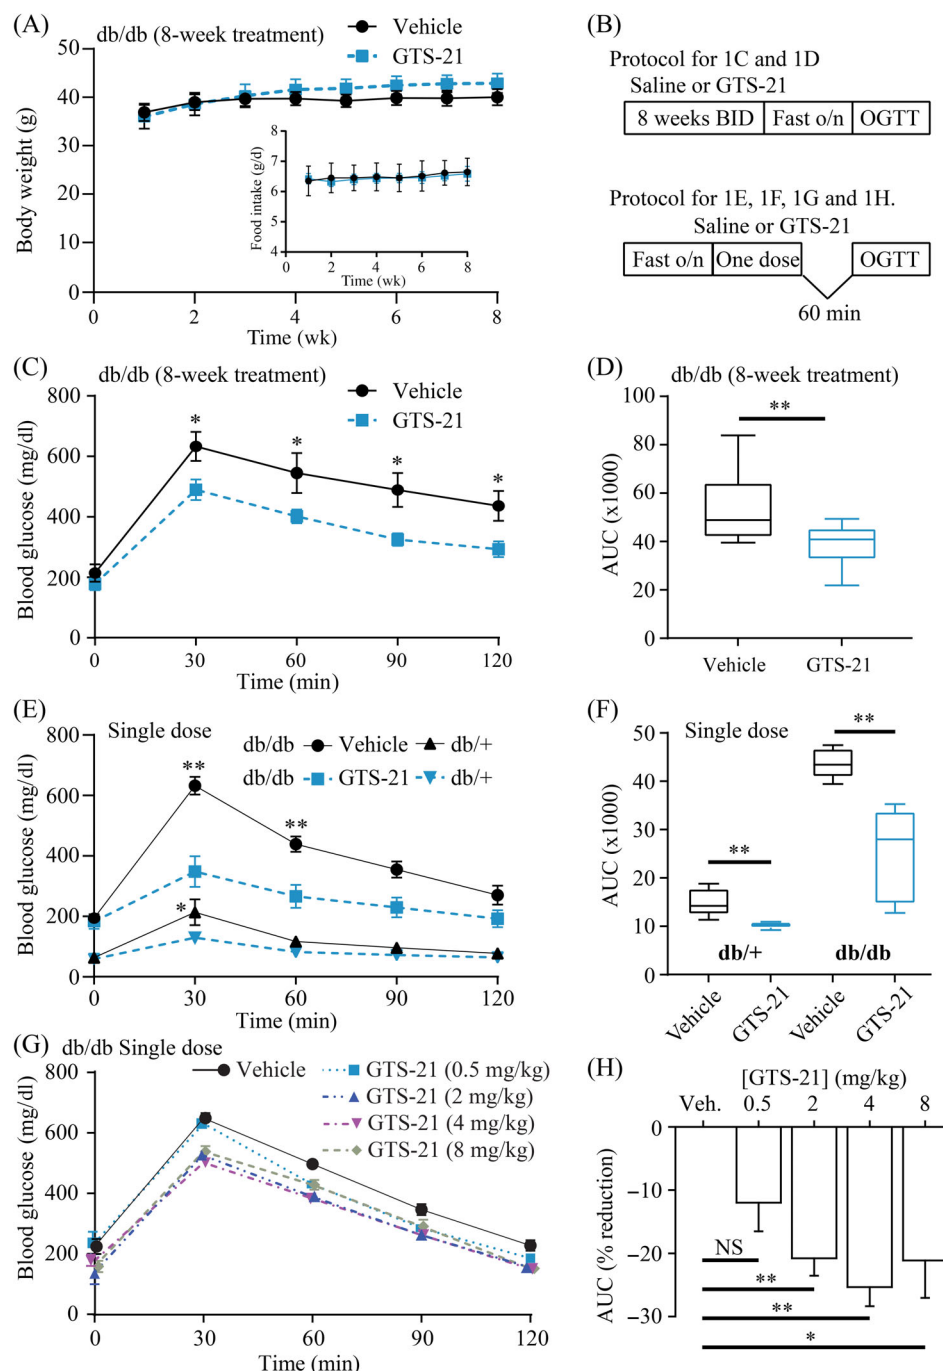 (A)
db/db (8-week treatment)
Vehicle
GTS-21
Body weight (g)
50
40
30
20
10
0
0 2 4 6 8
Time (wk)
Food intake (g/d)
8
7
6
5
4
0 2 4 6 8
Time (wk)
(B)
Protocol for 1C and 1D
Saline or GTS-21
8 weeks BID Fast o/n OGTT
Protocol for 1E, 1F, 1G and 1H.
Saline or GTS-21
Fast o/n One dose OGTT
60 min
(C)
db/db (8-week treatment)
Vehicle
GTS-21
Blood glucose (mg/dl)
800
600
400
200
0
* * * *
0 30 60 90 120
Time (min)
(D)
db/db (8-week treatment)
**
AUC (x1000)
100
80
60
40
20
0
Vehicle GTS-21
(E)
Single dose
db/db Vehicle db/+
db/db GTS-21 db/+
Blood glucose (mg/dl)
800
600
400
200
0
**
**
*
0 30 60 90 120
Time (min)
(F)
Single dose
**
**
AUC (x1000)
50
40
30
20
10
0
db/+ db/db
Vehicle GTS-21 Vehicle GTS-21
(G)
db/db Single dose
Vehicle
GTS-21 (0.5 mg/kg)
GTS-21 (2 mg/kg)
GTS-21 (4 mg/kg)
GTS-21 (8 mg/kg)
Blood glucose (mg/dl)
800
600
400
200
0
0 30 60 90 120
Time (min)
(H)
[GTS-21] (mg/kg)
Veh. 0.5 2 4 8
AUC (% reduction)
0
−10
−20
−30
NS
**
**
*